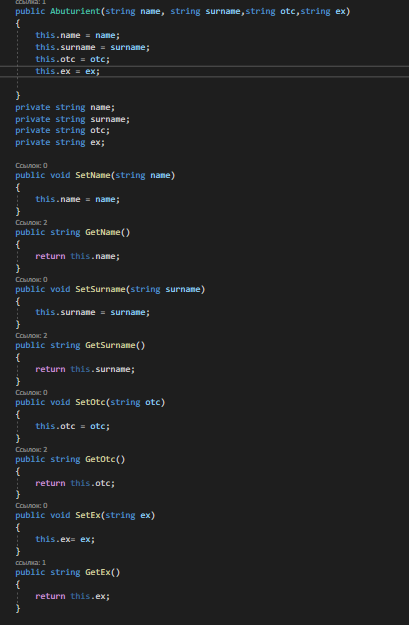 ссылка: 1
public Abuturient(string name, string surname,string otc,string ex)
{
this.name = name;
this.surname = surname;
this.otc = otc;
this.ex = ex;
}
private string name;
private string surname;
private string otc;
private string ex;
Ссылок: 0
public void SetName(string name)
{
this.name = name;
}
Ссылок: 2
public string GetName()
{
return this.name;
}
Ссылок: 0
public void SetSurname(string surname)
{
this.surname = surname;
}
Ссылок: 2
public string GetSurname()
{
return this.surname;
}
Ссылок: 0
public void SetOtc(string otc)
{
this.otc = otc;
}
Ссылок: 2
public string GetOtc()
{
return this.otc;
}
Ссылок: 0
public void SetEx(string ex)
{
this.ex= ex;
}
ссылка: 1
public string GetEx()
{
return this.ex;
}